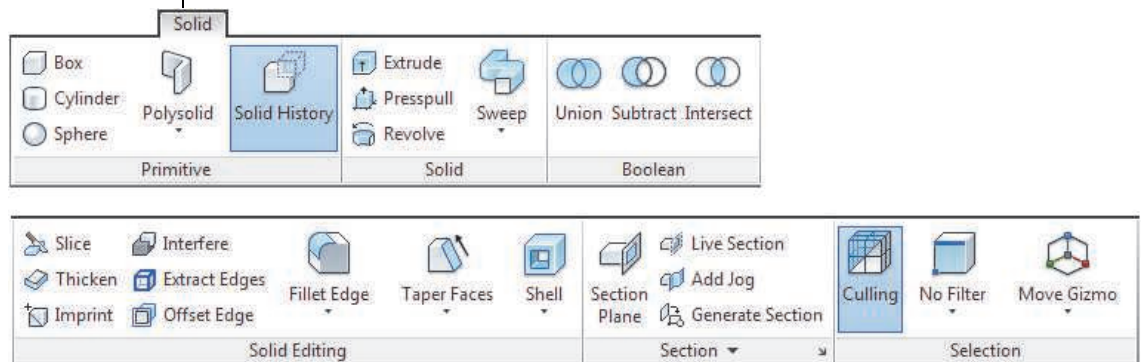 Solid
Box
Cylinder
Sphere
Polysolid
Solid History
Primitive
Extrude
Presspull
Revolve
Sweep
Solid
Union Subtract Intersect
Boolean
Slice
Thicken
Imprint
Interfere
Extract Edges
Offset Edge
Fillet Edge
Taper Faces
Shell
Solid Editing
Section
Plane
Live Section
Add Jog
Generate Section
Section
Culling
No Filter
Move Gizmo
Selection